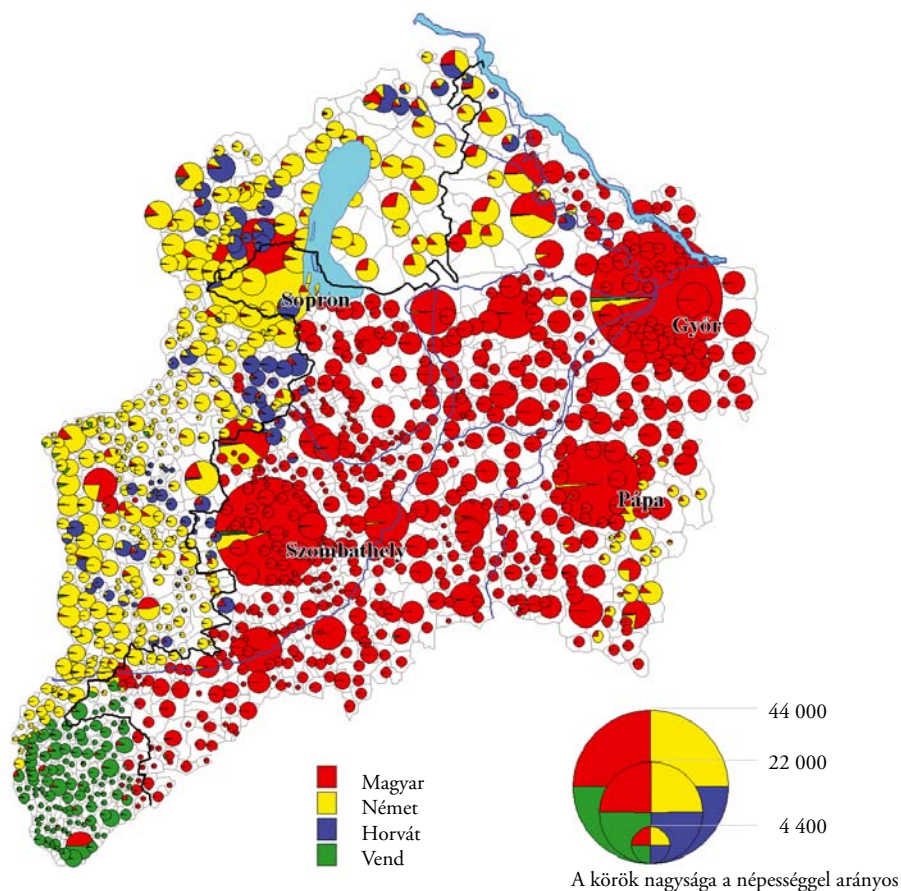 Sopron
Győr
Pápa
Szombathely
44 000
22 000
4 400
Magyar
Német
Horvát
Vend
A körök nagysága a népességgel arányos